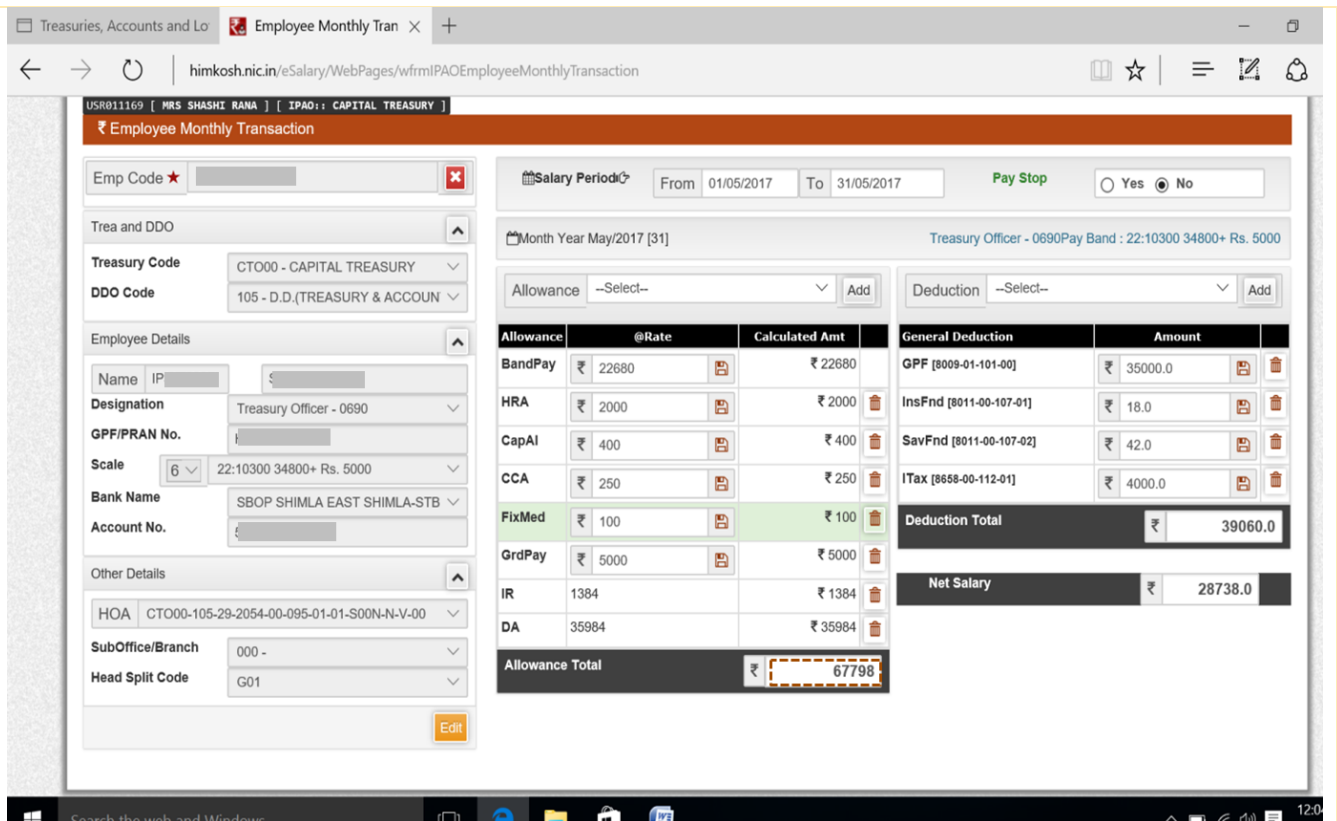 Treasuries, Accounts and Lo
Employee Monthly Tran
himkosh.nic.in/eSalary/WebPages/wfrmIPAOEmployeeMonthlyTransaction
USR011169 [ MRS SHASHI RANA ] [ IPAO:: CAPITAL TREASURY ]
₹ Employee Monthly Transaction
Emp Code ★
Trea and DDO
Treasury Code CTO00 - CAPITAL TREASURY
DDO Code 105 - D.D.(TREASURY & ACCOUN
Employee Details
Name IP
Designation Treasury Officer - 0690
GPF/PRAN No.
Scale 6 22:10300 34800+ Rs. 5000
Bank Name SBOP SHIMLA EAST SHIMLA-STB
Account No.
Other Details
HOA CTO00-105-29-2054-00-095-01-01-S00N-N-V-00
SubOffice/Branch 000 -
Head Split Code G01
Edit
Salary Period From 01/05/2017 To 31/05/2017 Pay Stop Yes No
Month Year May/2017 [31] Treasury Officer - 0690Pay Band : 22:10300 34800+ Rs. 5000
Allowance --Select-- Add
Allowance @Rate Calculated Amt
BandPay ₹ 22680 ₹ 22680
HRA ₹ 2000 ₹ 2000
CapAl ₹ 400 ₹ 400
CCA ₹ 250 ₹ 250
FixMed ₹ 100 ₹ 100
GrdPay ₹ 5000 ₹ 5000
IR 1384 ₹ 1384
DA 35984 ₹ 35984
Allowance Total ₹ 67798
Deduction --Select-- Add
General Deduction Amount
GPF [8009-01-101-00] ₹ 35000.0
InsFnd [8011-00-107-01] ₹ 18.0
SavFnd [8011-00-107-02] ₹ 42.0
ITax [8658-00-112-01] ₹ 4000.0
Deduction Total ₹ 39060.0
Net Salary ₹ 28738.0
Search the web and Windows
12:04